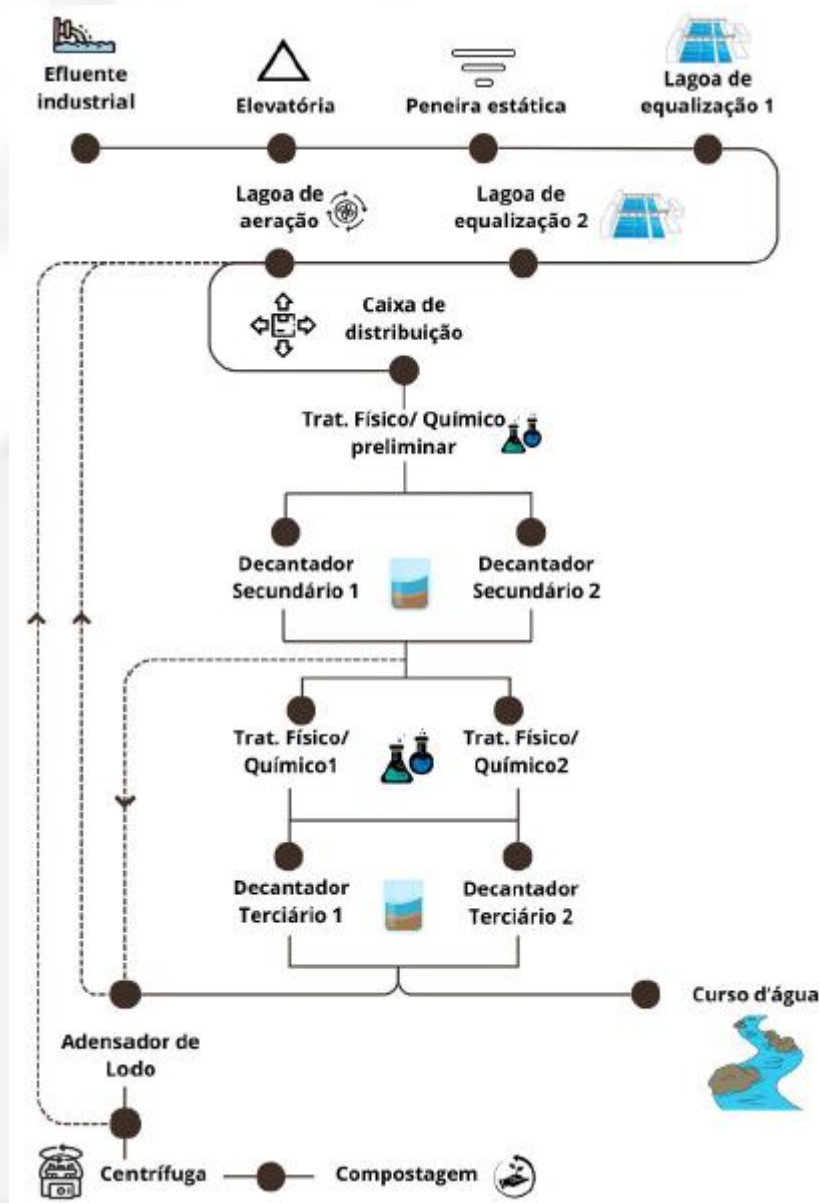 Efluente
industrial
Elevatória
Peneira estática
Lagoa de
equalização 1
Lagoa de
aeração
Lagoa de
equalização 2
Caixa de
distribuição
Trat. Físico/ Químico
preliminar
Decantador
Secundário 1
Decantador
Secundário 2
Trat. Físico/
Químico1
Trat. Físico/
Químico2
Decantador
Terciário 1
Decantador
Terciário 2
Curso d'água
Adensador de
Lodo
Centrífuga
Compostagem